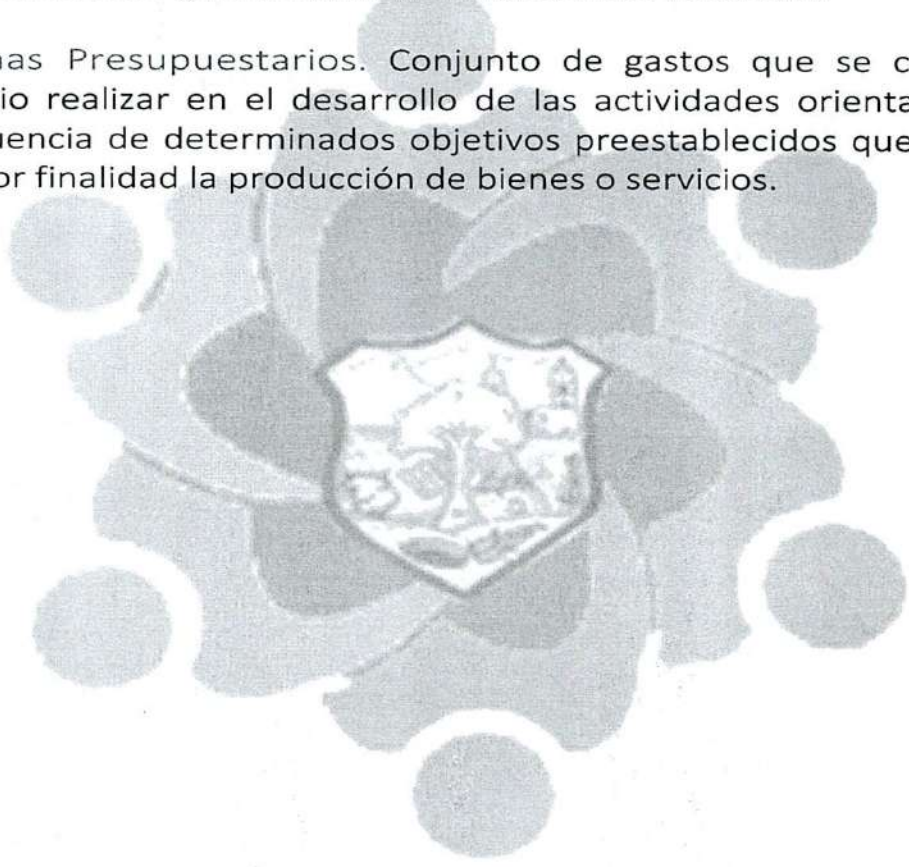 nas Presupuestarios. Conjunto de gastos que se c
io realizar en el desarrollo de las actividades orienta
uencia de determinados objetivos preestablecidos que
or finalidad la producción de bienes o servicios.